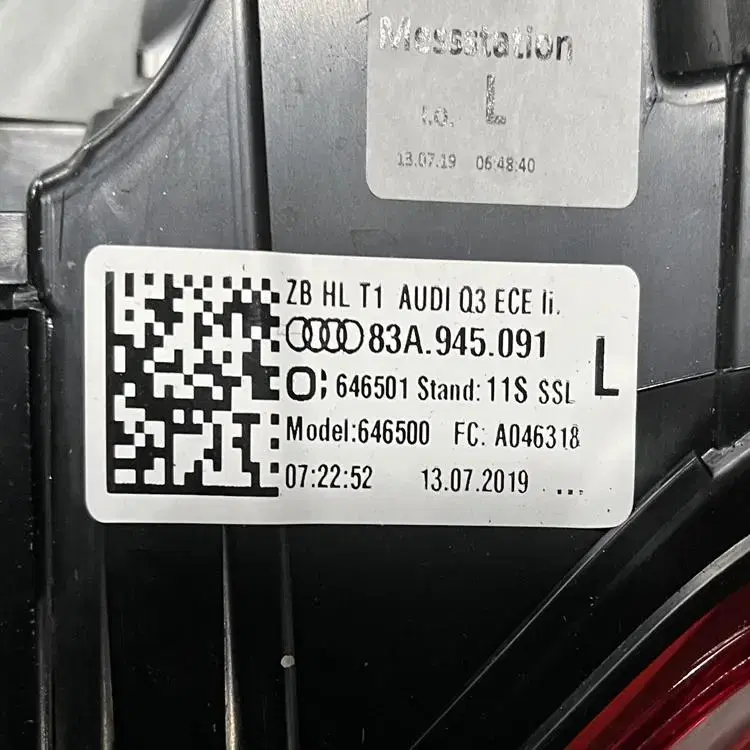 Messstation
L
i.O.
13.07.19 06:48:40
ZB HL T1 AUDI Q3 ECE li.
83A.945.091
L
646501 Stand: 11S SSL
Model:646500 FC: A046318
07:22:52 13.07.2019 ...